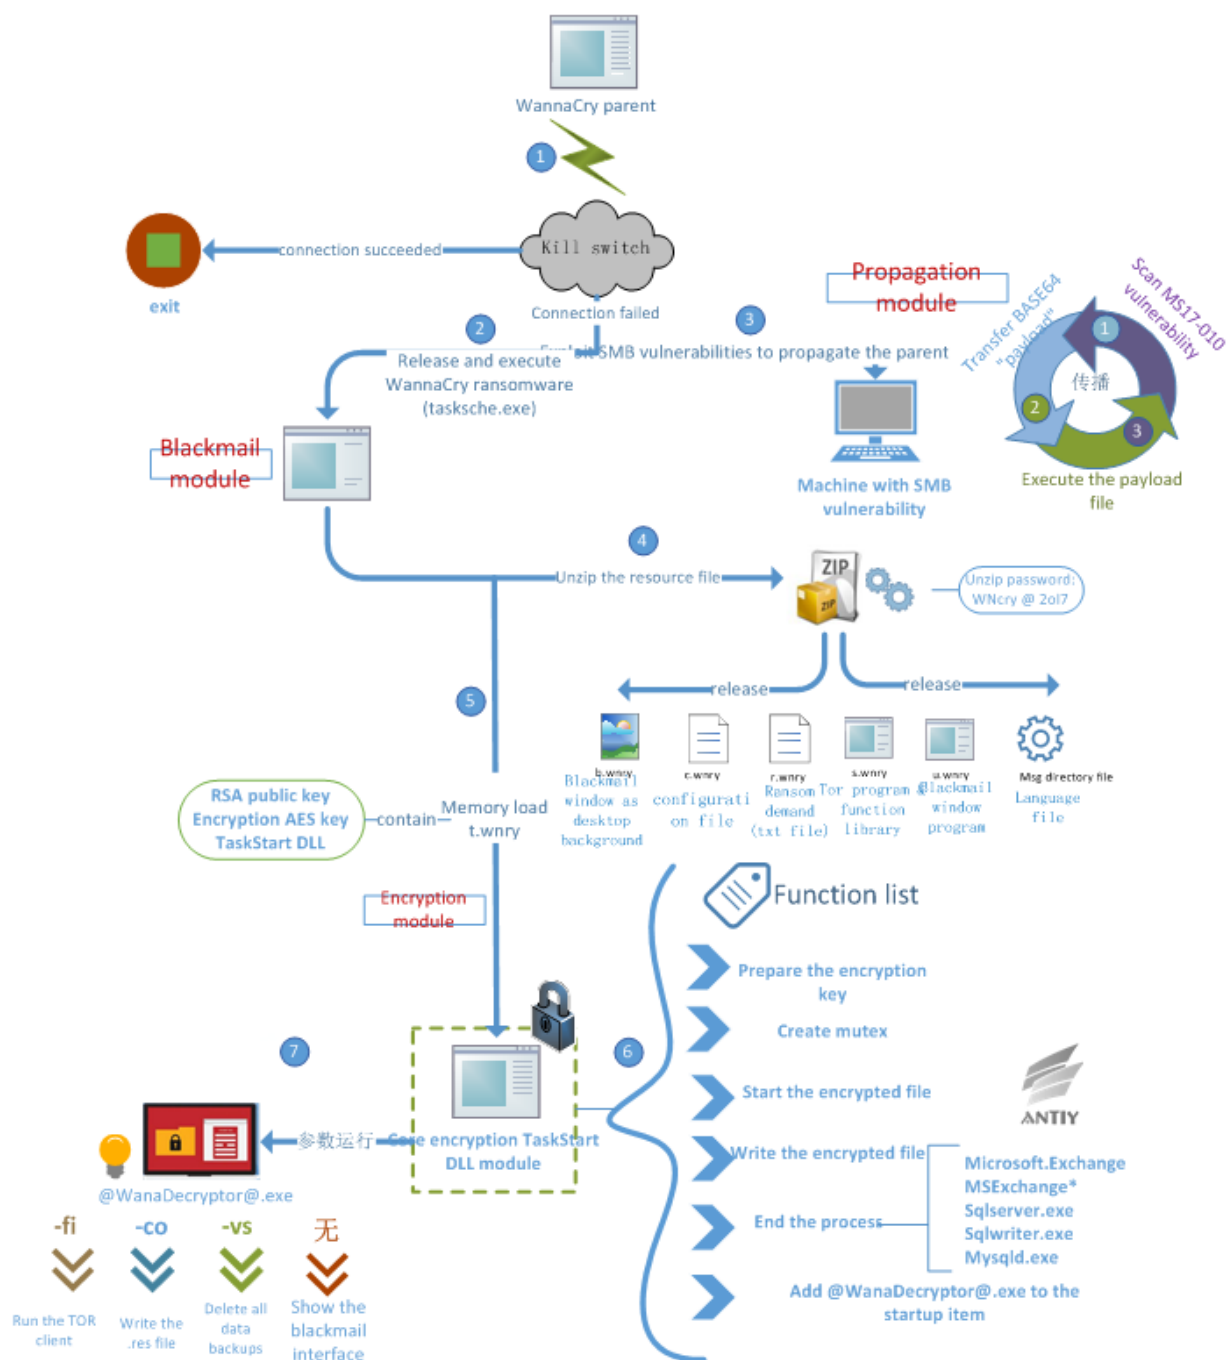 WannaCry parent
1
Kill switch
connection succeeded
exit
Connection failed
Propagation
module
2
3
Release and execute
WannaCry ransomware
(tasksche.exe)
SMB vulnerabilities to propagate the parent
Transfer BASE64
"payload"
Scan MS17-010
vulnerability
1
传播
2
3
Execute the payload
file
Blackmail
module
Machine with SMB
vulnerability
4
Unzip the resource file
ZIP
ZIP
Unzip password:
WNcry @ 2ol7
release
release
5
b.wnry
c.wnry
r.wnry
s.wnry
u.wnry
Msg directory file
Blackmail
window as
desktop
background
configurati
on file
Ransom
demand
(txt file)
Tor program &
function
library
Blackmail
window
program
Language
file
RSA public key
Encryption AES key
TaskStart DLL
contain
Memory load
t.wnry
Encryption
module
Function list
Prepare the encryption
key
Create mutex
6
7
Start the encrypted file
ANTIY
Write the encrypted file
End the process
Microsoft.Exchange
MSExchange*
Sqlserver.exe
Sqlwriter.exe
Mysqld.exe
Add @WanaDecryptor@.exe to the
startup item
参数运行
Core encryption TaskStart
DLL module
@WanaDecryptor@.exe
-fi
-co
-vs
无
Run the TOR
client
Write the
.res file
Delete all
data
backups
Show the
blackmail
interface